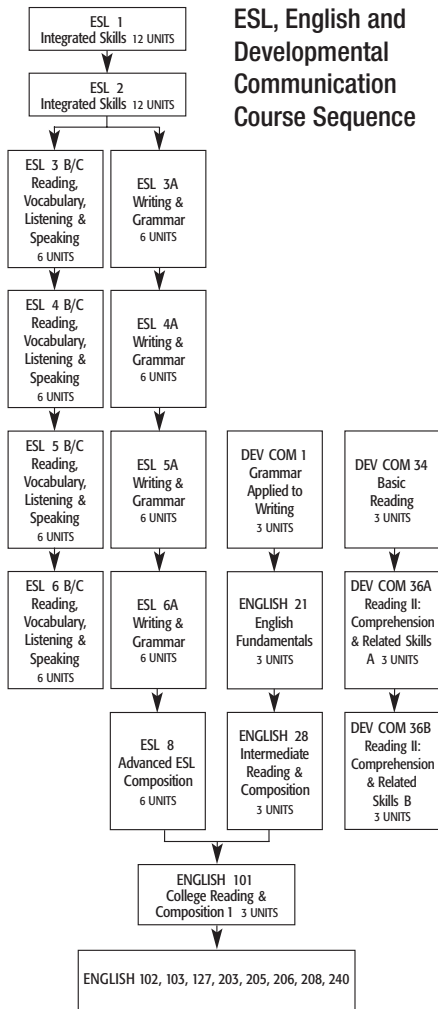 ESL, English and
Developmental
Communication
Course Sequence
ESL 1
Integrated Skills 12 UNITS
ESL 2
Integrated Skills 12 UNITS
ESL 3 B/C
Reading,
Vocabulary,
Listening &
Speaking
6 UNITS
ESL 3A
Writing &
Grammar
6 UNITS
ESL 4 B/C
Reading,
Vocabulary,
Listening &
Speaking
6 UNITS
ESL 4A
Writing &
Grammar
6 UNITS
ESL 5 B/C
Reading,
Vocabulary,
Listening &
Speaking
6 UNITS
ESL 5A
Writing &
Grammar
6 UNITS
DEV COM 1
Grammar
Applied to
Writing
3 UNITS
DEV COM 34
Basic
Reading
3 UNITS
ESL 6 B/C
Reading,
Vocabulary,
Listening &
Speaking
6 UNITS
ESL 6A
Writing &
Grammar
6 UNITS
ENGLISH 21
English
Fundamentals
3 UNITS
DEV COM 36A
Reading II:
Comprehension
& Related Skills
A 3 UNITS
ESL 8
Advanced ESL
Composition
6 UNITS
ENGLISH 28
Intermediate
Reading &
Composition
3 UNITS
DEV COM 36B
Reading II:
Comprehension
& Related
Skills B
3 UNITS
ENGLISH 101
College Reading &
Composition 1 3 UNITS
ENGLISH 102, 103, 127, 203, 205, 206, 208, 240